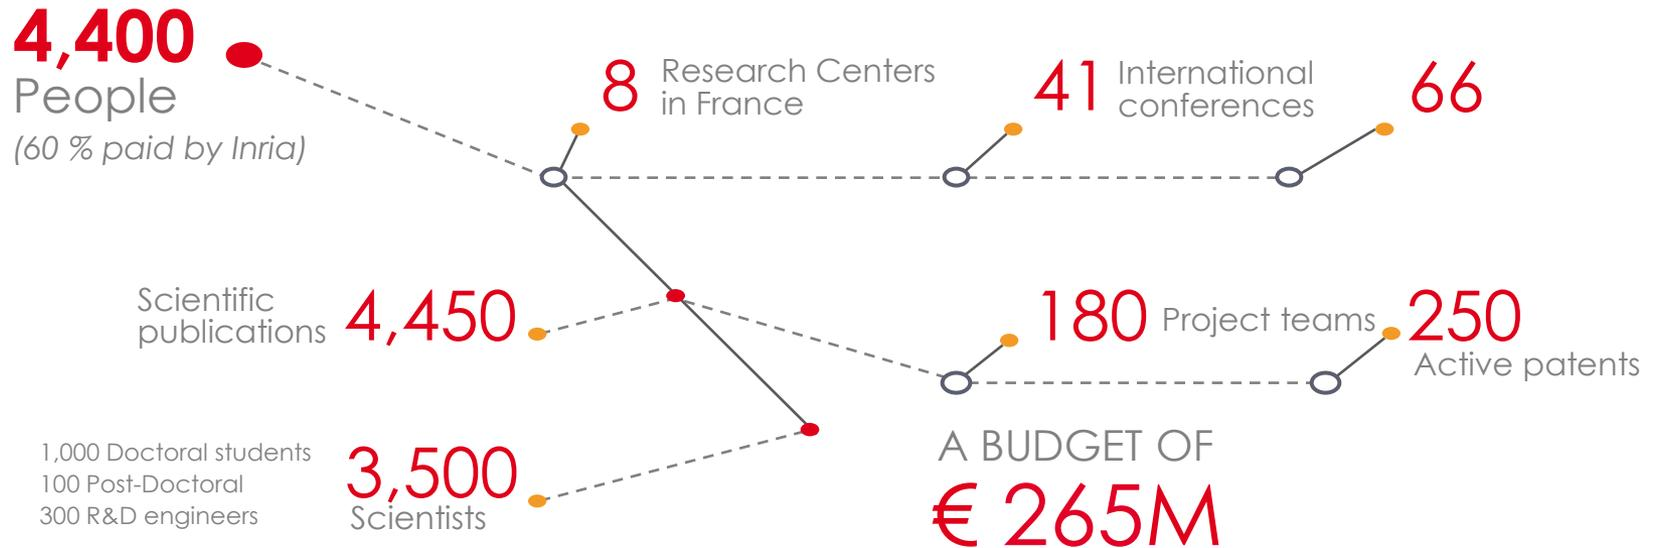 4,400
People
(60 % paid by Inria)
8 Research Centers
in France
41 International
conferences
66
Scientific
publications 4,450
180 Project teams
250
Active patents
1,000 Doctoral students
100 Post-Doctoral
300 R&D engineers
3,500
Scientists
A BUDGET OF
€ 265M